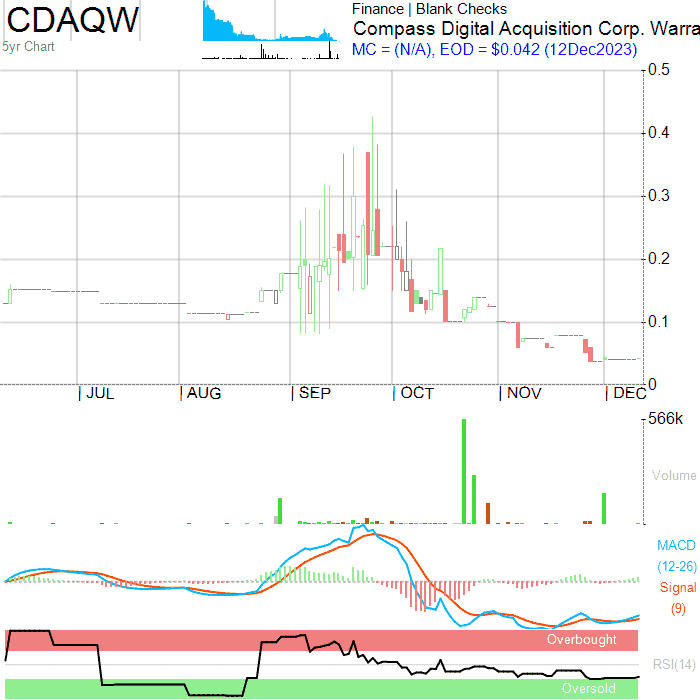 CDAQW
5yr Chart
Finance | Blank Checks
Compass Digital Acquisition Corp. Warra
MC = (N/A), EOD = $0.042 (12Dec2023)
0.5
0.4
0.3
0.2
0.1
0
JUL
AUG
SEP
OCT
NOV
DEC
566k
Volume
MACD
(12-26)
Signal
(9)
Overbought
RSI(14)
Oversold